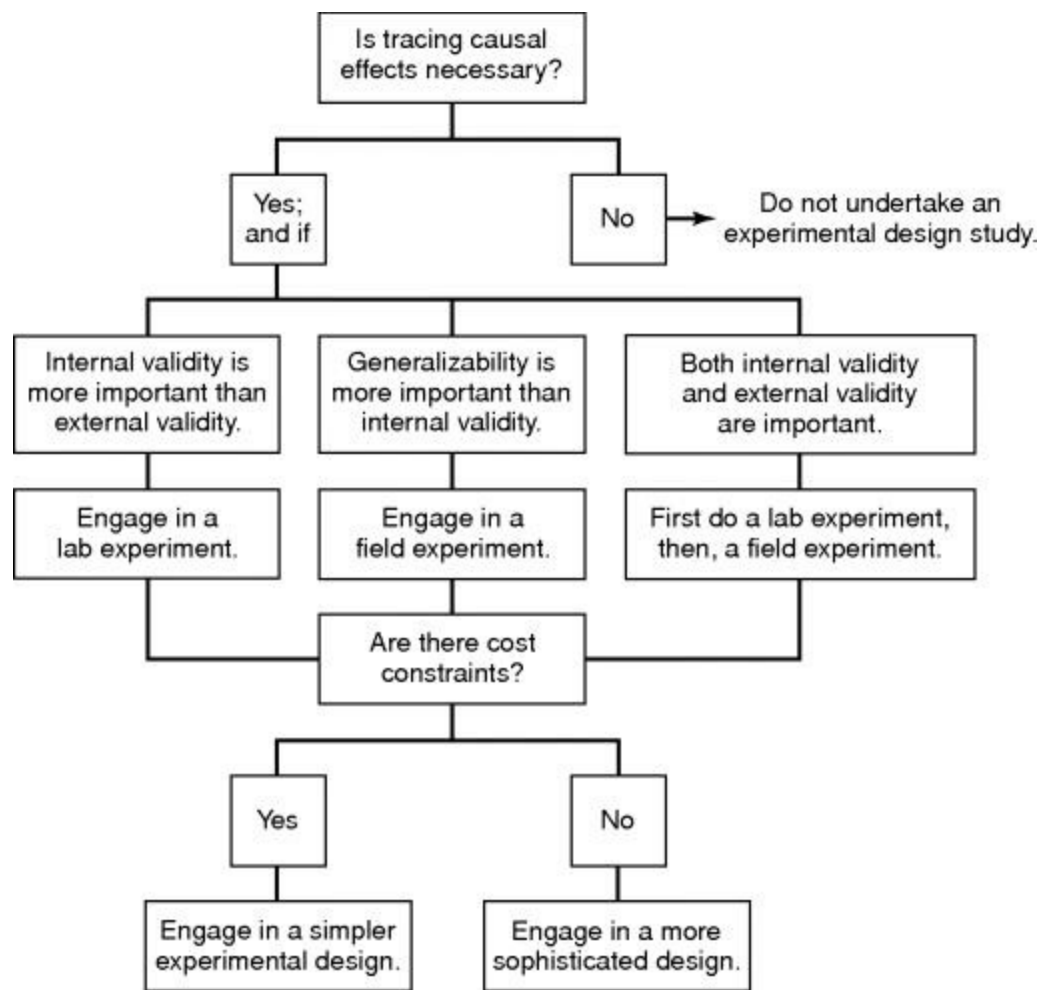 Is tracing causal
effects necessary?
Yes;
and if
No
Do not undertake an
experimental design study.
Internal validity is
more important than
external validity.
Generalizability is
more important than
internal validity.
Both internal validity
and external validity
are important.
Engage in a
lab experiment.
Engage in a
field experiment.
First do a lab experiment,
then, a field experiment.
Are there cost
constraints?
Yes
No
Engage in a simpler
experimental design.
Engage in a more
sophisticated design.